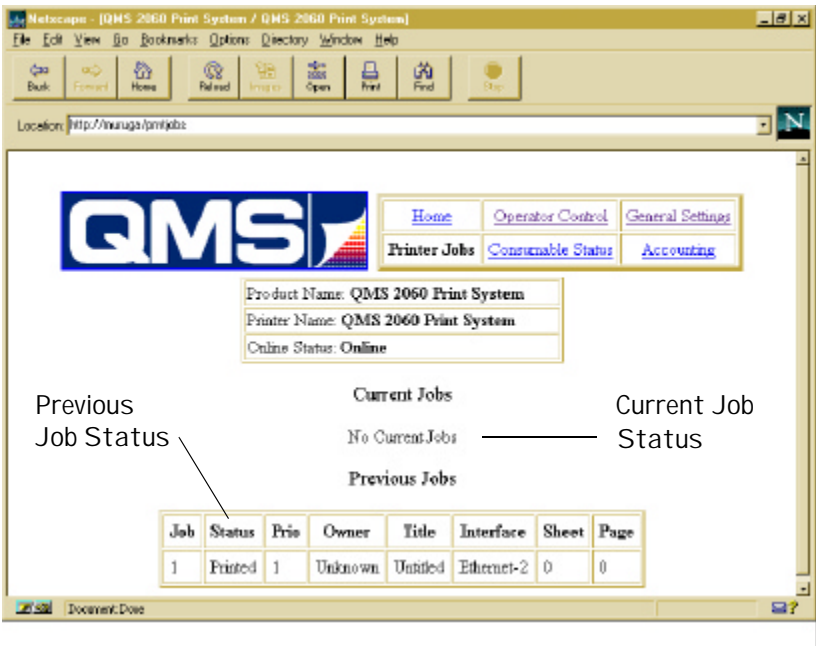 Netscape - [QMS 2060 Print System / QMS 2060 Print System]
File Edit View Go Bookmarks Options Directory Window Help
Back Forward Home Reload Images Open Print Find Stop
Location: http://muruga/prntjobs
N
QMS
Home Operator Control General Settings
Printer Jobs Consumable Status Accounting
Product Name: QMS 2060 Print System
Printer Name: QMS 2060 Print System
Online Status: Online
Current Jobs
Previous
Job Status
No Current Jobs
Current Job
Status
Previous Jobs
Job Status Prio Owner Title Interface Sheet Page
1 Printed 1 Unknown Untitled Ethernet-2 0 0
Document: Done